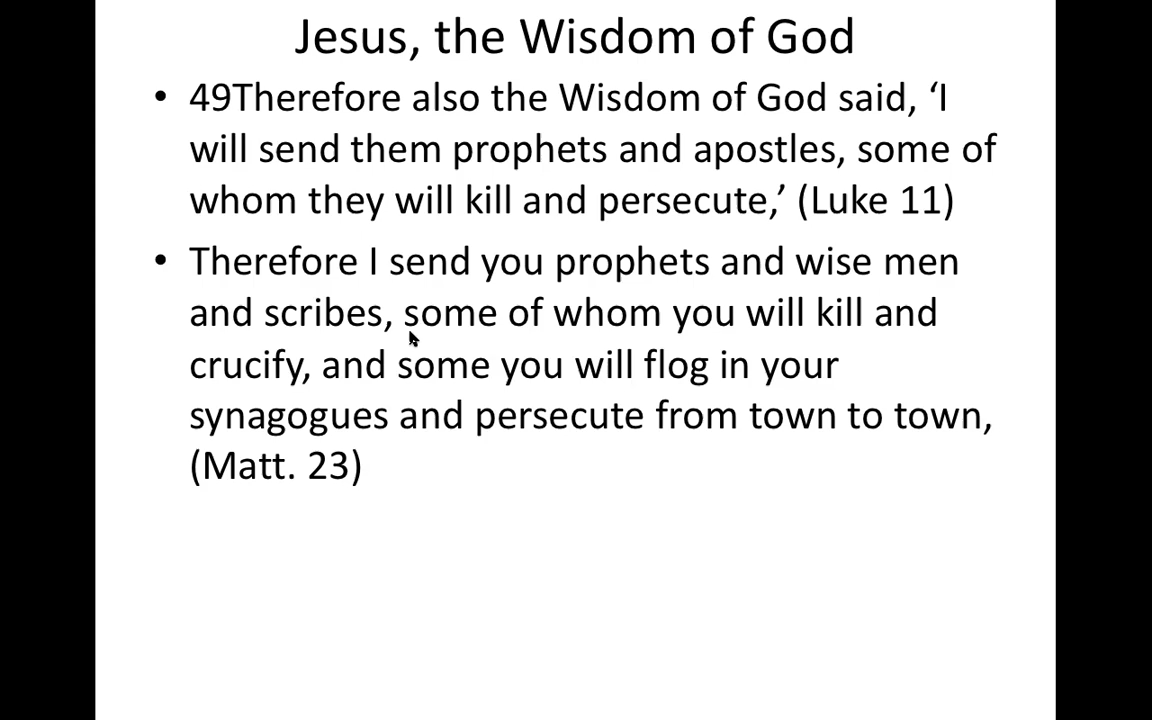 Jesus, the Wisdom of God
• 49Therefore also the Wisdom of God said, ‘I
will send them prophets and apostles, some of
whom they will kill and persecute,’ (Luke 11)
• Therefore I send you prophets and wise men
and scribes, some of whom you will kill and
crucify, and some you will flog in your
synagogues and persecute from town to town,
(Matt. 23)